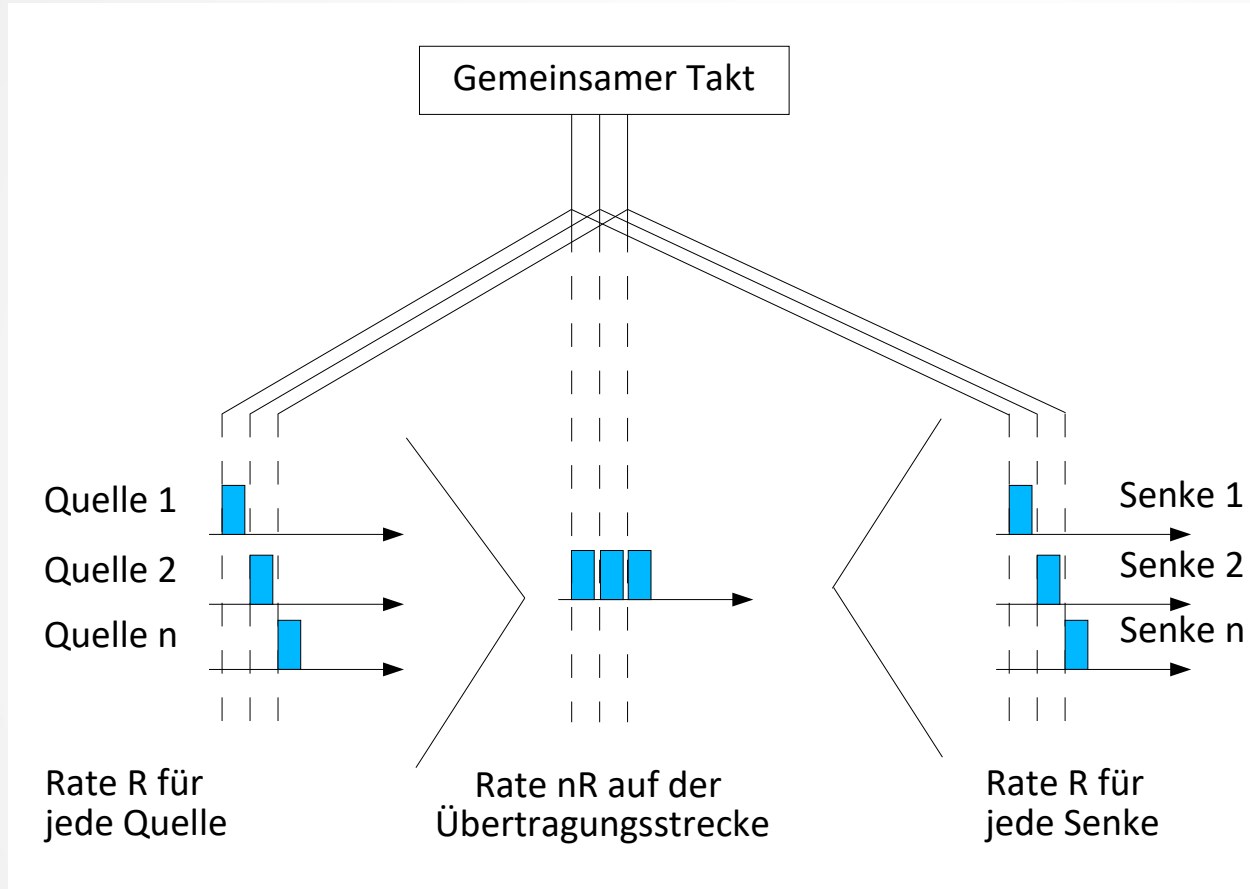 Gemeinsamer Takt
Quelle 1
Quelle 2
Quelle n
Senke 1
Senke 2
Senke n
Rate R für
jede Quelle
Rate nR auf der
Übertragungsstrecke
Rate R für
jede Senke